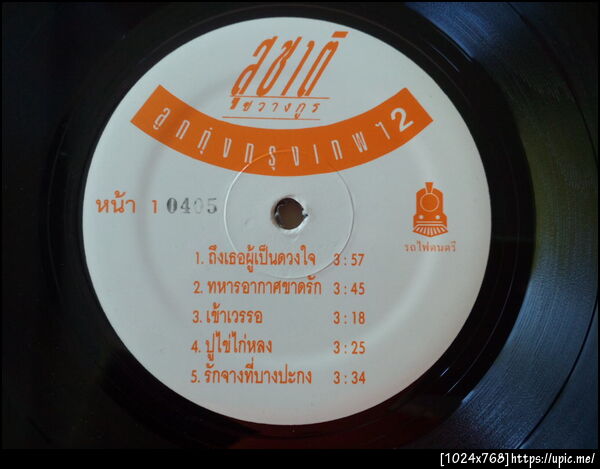 สุชาติ
ชวางกูร
ลูกทุ่งกรุงเทพฯ 2
หน้า 1 0405
รถไฟดนตรี
1. ถึงเธอผู้เป็นดวงใจ 3:57
2. ทหารอากาศขาดรัก 3:45
3. เข้าเวรรอ 3:18
4. ปูไข่ไก่หลง 3:25
5. รักจางที่บางปะกง 3:34
[1024x768]https://upic.me/